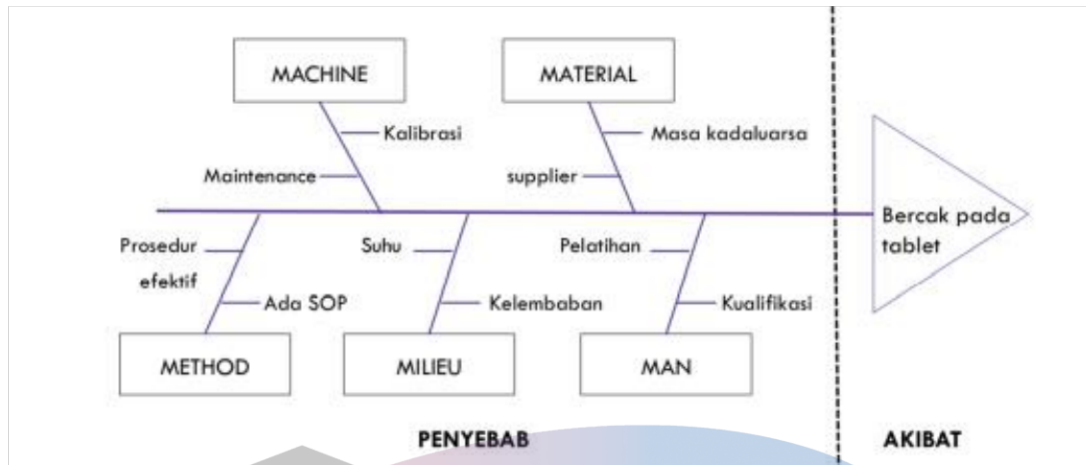 MACHINE
MATERIAL
Kalibrasi
Masa kadaluarsa
Maintenance
supplier
Bercak pada
tablet
Prosedur
efektif
Suhu
Pelatihan
Ada SOP
Kelembaban
Kualifikasi
METHOD
MILIEU
MAN
PENYEBAB
AKIBAT